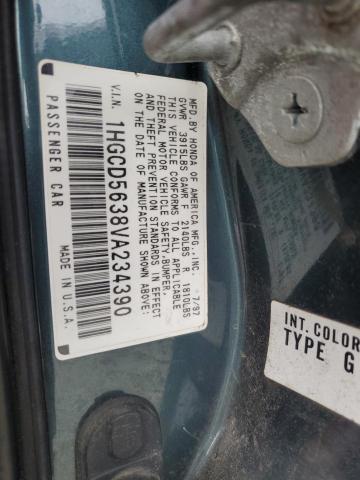 MFD BY HONDA OF AMERICA MFG., INC. 7/97
GVWR 3915LBS GAWR F 2140LBS R 1810LBS
THIS VEHICLE CONFORMS TO ALL APPLICABLE
FEDERAL MOTOR VEHICLE SAFETY, BUMPER,
AND THEFT PREVENTION STANDARDS IN EFFECT
ON THE DATE OF MANUFACTURE SHOWN ABOVE.
V.I.N. 1HGCD5638VA234390
PASSENGER CAR MADE IN U.S.A.
INT. COLOR
TYPE G